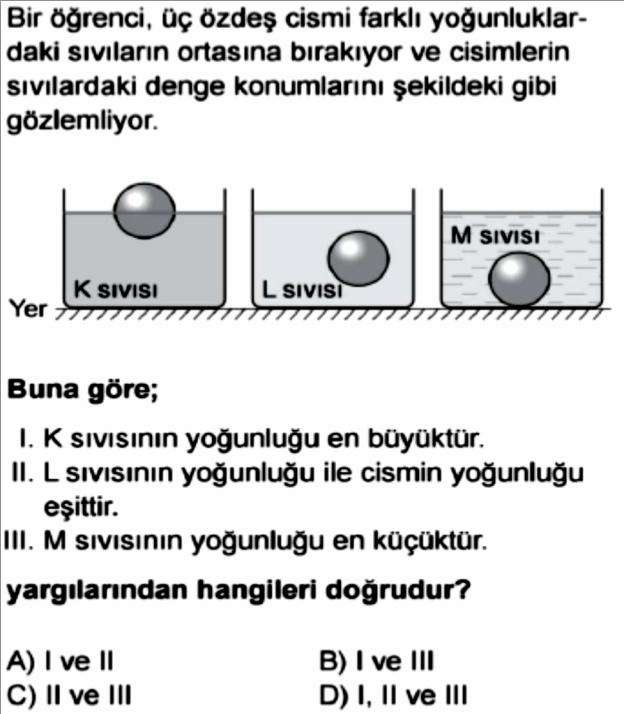 Bir öğrenci, üç özdeş cismi farklı yoğunluklar-
daki sıvıların ortasına bırakıyor ve cisimlerin
sıvılardaki denge konumlarını şekildeki gibi
gözlemliyor.
K sıvısı
L sıvısı
M sıvısı
Yer
Buna göre;
I. K sıvısının yoğunluğu en büyüktür.
II. L sıvısının yoğunluğu ile cismin yoğunluğu
eşittir.
III. M sıvısının yoğunluğu en küçüktür.
yargılarından hangileri doğrudur?
A) I ve II
B) I ve III
C) II ve III
D) I, II ve III